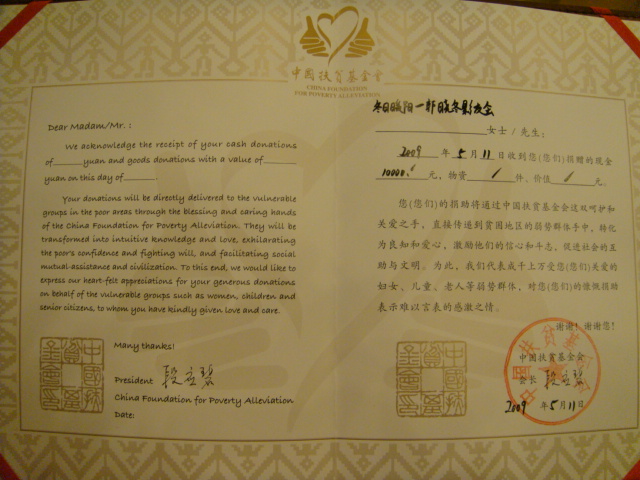 中国扶贫基金会
CHINA FOUNDATION
FOR POVERTY ALLEVIATION
Dear Madam/Mr. :
We acknowledge the receipt of your cash donations
of______yuan and goods donations with a value of______
yuan on this day of______.
Your donations will be directly delivered to the vulnerable
groups in the poor areas through the blessing and caring hands
of the China Foundation for Poverty Alleviation. They will be
transformed into intuitive knowledge and love, exhilarating
the poor's confidence and fighting will, and facilitating social
mutual-assistance and civilization. To this end, we would like to
express our heart-felt appreciations for your generous donations
on behalf of the vulnerable groups such as women, children and
senior citizens, to whom you have kindly given love and care.
Many thanks!
President 段应碧
China Foundation for Poverty Alleviation
Date:
冬日暖阳一郭晓冬影友会
女士/先生:
2009 年 5 月 11 日收到您(您们)捐赠的现金
10000. 元, 物资 / 件、价值 / 元。
您(您们)的捐助将通过中国扶贫基金会这双呵护和
关爱之手, 直接传递到贫困地区的弱势群体手中, 转化
为良知和爱心, 激励他们的信心和斗志, 促进社会的互
助与文明。为此, 我们代表成千上万受您(您们)关爱的
妇女、儿童、老人等弱势群体, 对您(您们)的慷慨捐助
表示难以言表的感激之情。
谢谢! 谢谢您!
中国扶贫基金会
会长 段应碧
2009 年 5 月 11 日